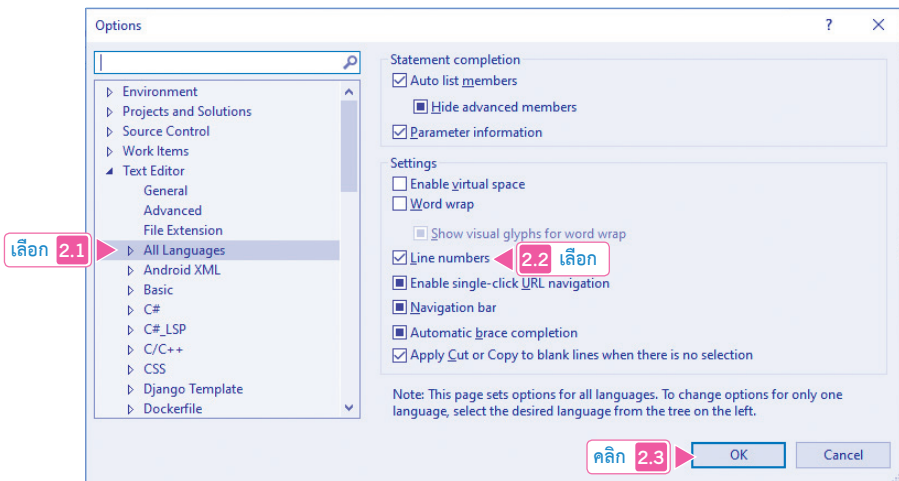 Options
?
Environment
Projects and Solutions
Source Control
Work Items
Text Editor
General
Advanced
File Extension
เลือก 2.1
All Languages
Android XML
Basic
C#
C#_LSP
C/C++
CSS
Django Template
Dockerfile
Statement completion
Auto list members
Hide advanced members
Parameter information
Settings
Enable virtual space
Word wrap
Show visual glyphs for word wrap
Line numbers 2.2 เลือก
Enable single-click URL navigation
Navigation bar
Automatic brace completion
Apply Cut or Copy to blank lines when there is no selection
Note: This page sets options for all languages. To change options for only one
language, select the desired language from the tree on the left.
คลิก 2.3 OK Cancel